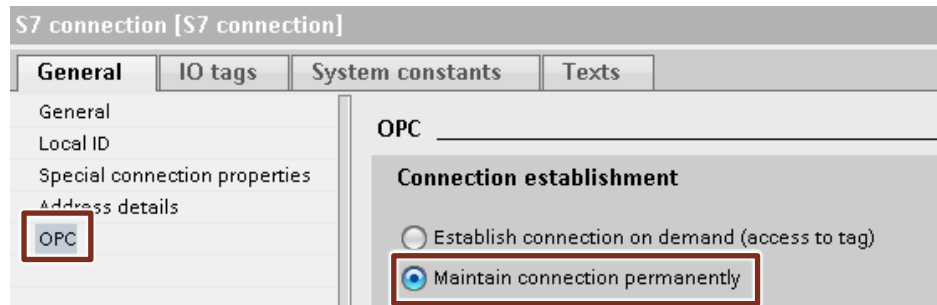 S7 connection [S7 connection]
General IO tags System constants Texts
General
Local ID
Special connection properties
Address details
OPC
OPC
Connection establishment
Establish connection on demand (access to tag)
Maintain connection permanently